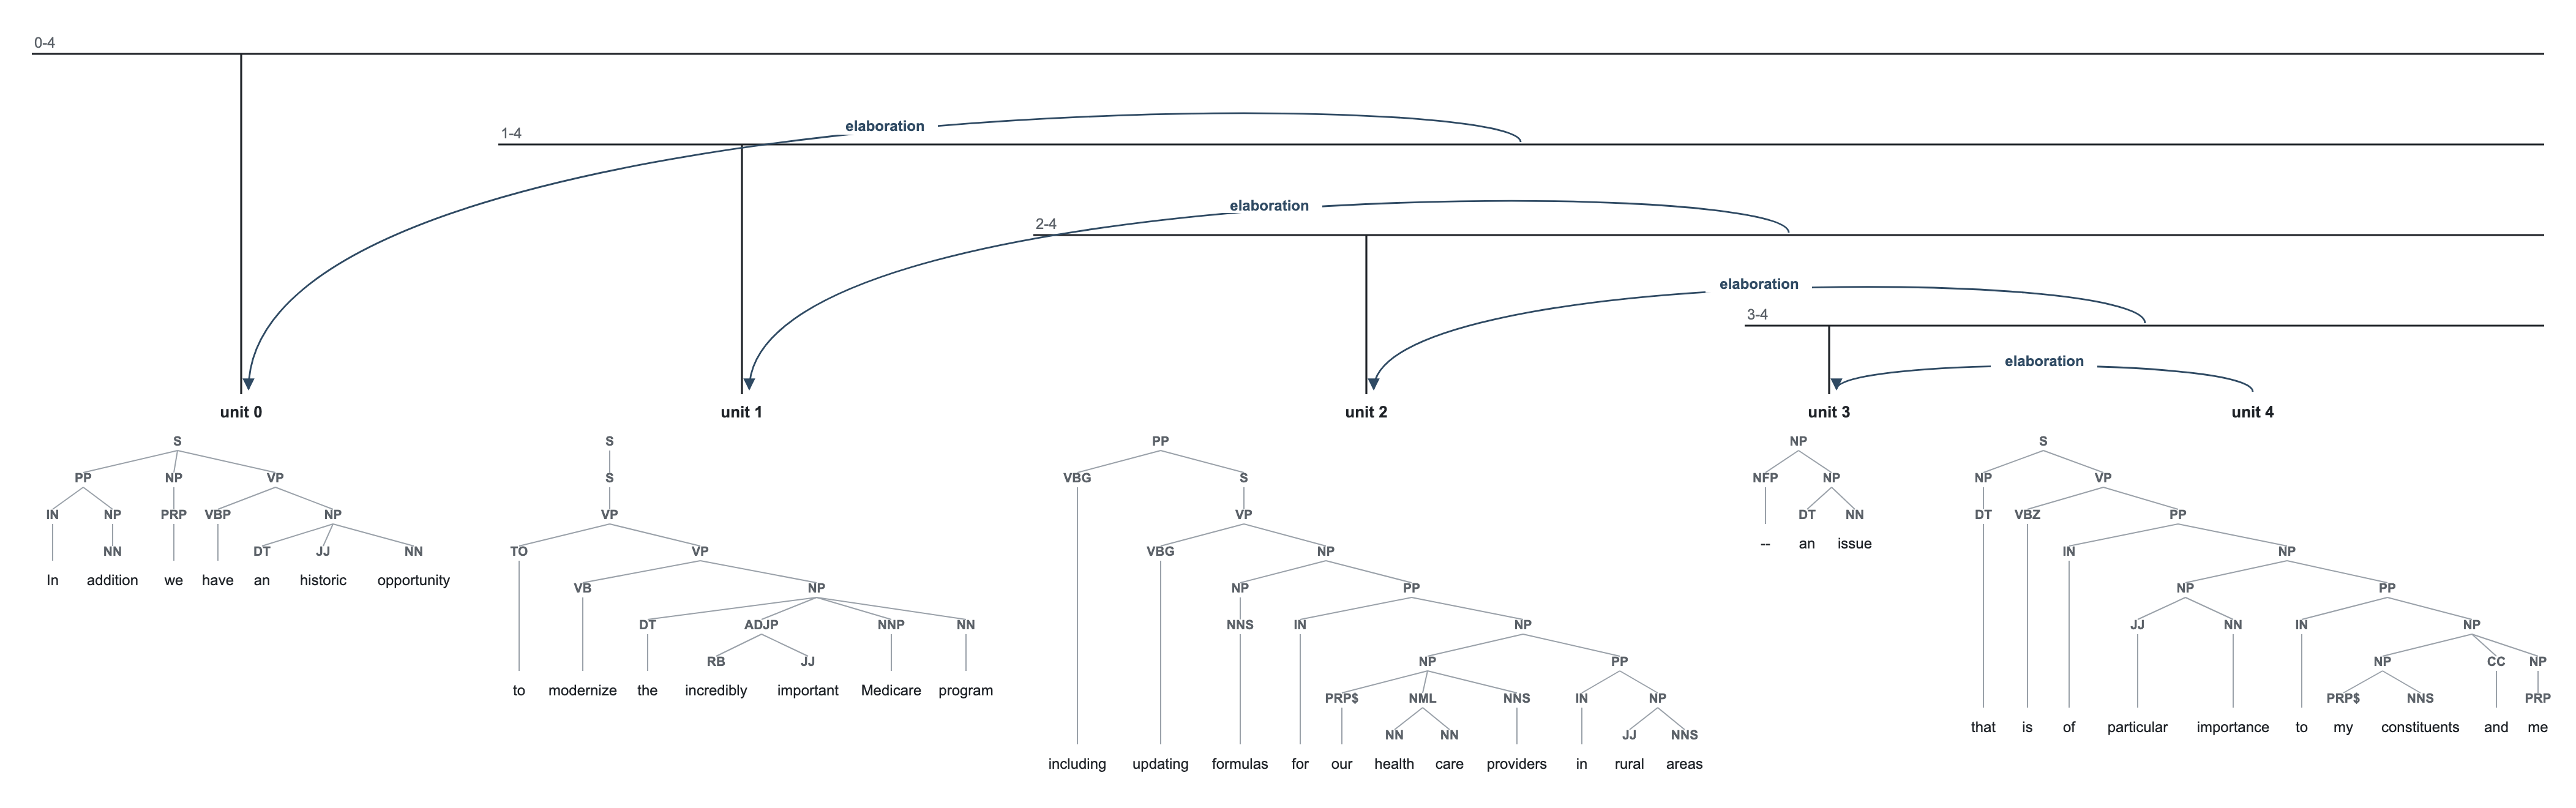 0-4
elaboration
1-4
elaboration
2-4
elaboration
3-4
elaboration
unit 0 unit 1 unit 2 unit 3 unit 4
S S PP NP S
PP NP VP S VBG S NFP NP NP VP
IN NP PRP VBP NP VP VP DT NN DT VBZ PP
NN DT JJ NN TO VP VBG NP IN NP
-- an issue
In addition we have an historic opportunity
VB NP NP PP NP PP
DT ADJP NNP NN NNS IN NP JJ NN IN NP
RB JJ NP PP NP CC NP
to modernize the incredibly important Medicare program
PRP$ NML NNS IN NP PRP$ NNS PRP
that is of particular importance to my constituents and me
NN NN JJ NNS
including updating formulas for our health care providers in rural areas